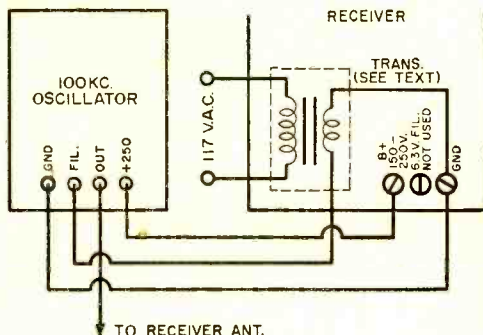 RECEIVER
100KC.
OSCILLATOR
GND
FIL.
OUT
+250
117 V.A.C.
TRANS.
(SEE TEXT)
B+
150-
250V.
6.3V. FIL.
NOT USED
GND
TO RECEIVER ANT.